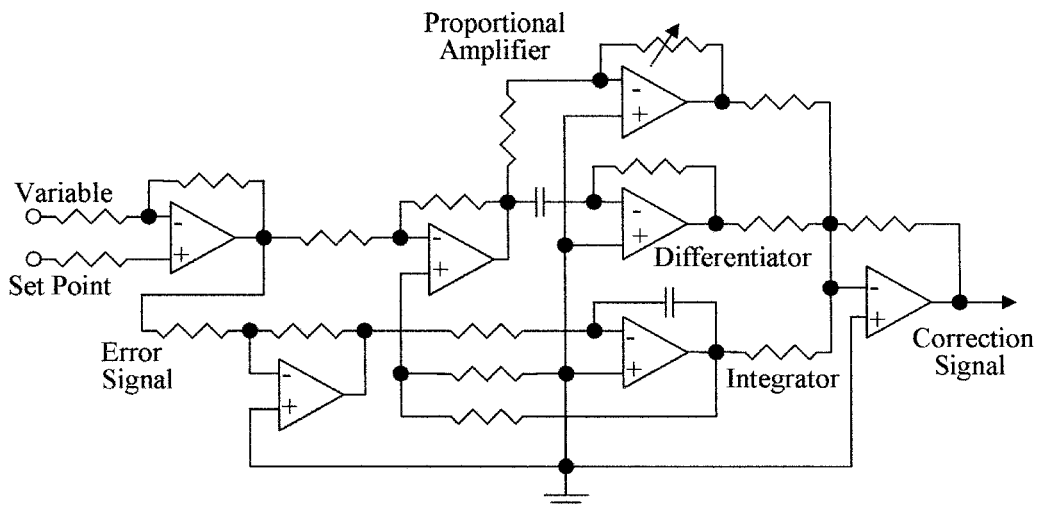 Proportional
Amplifier
Variable
Set Point
Error
Signal
Differentiator
Integrator
Correction
Signal
-
+
-
+
-
+
-
+
-
+
-
+
-
+